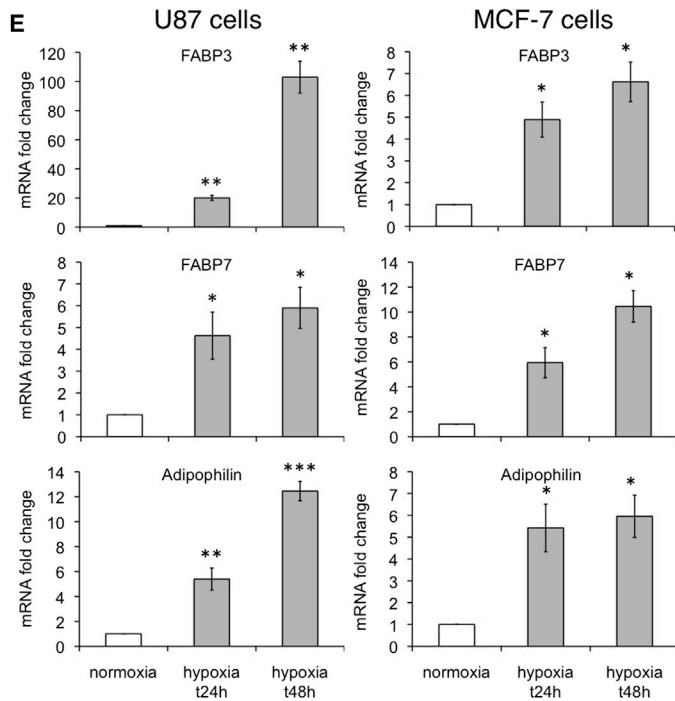 E
U87 cells
MCF-7 cells
FABP3
mRNA fold change
120
100
80
60
40
20
0
**
**
FABP3
mRNA fold change
8
7
6
5
4
3
2
1
0
*
*
FABP7
mRNA fold change
8
7
6
5
4
3
2
1
0
*
*
FABP7
mRNA fold change
14
12
10
8
6
4
2
0
*
*
Adipophilin
mRNA fold change
14
12
10
8
6
4
2
0
**
***
normoxia
hypoxia
t24h
hypoxia
t48h
Adipophilin
mRNA fold change
8
7
6
5
4
3
2
1
0
*
*
normoxia
hypoxia
t24h
hypoxia
t48h